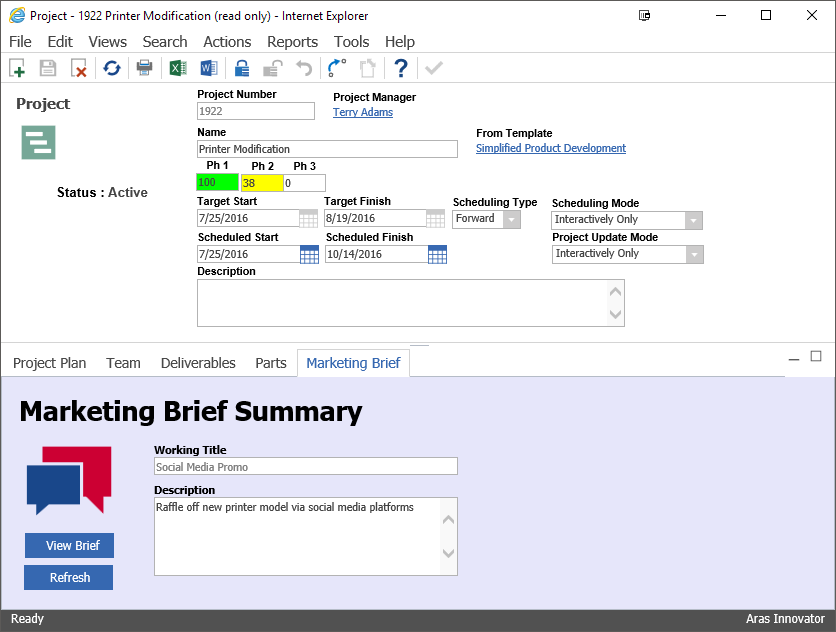 Project - 1922 Printer Modification (read only) - Internet Explorer
File Edit Views Search Actions Reports Tools Help
Project
Project Number
1922
Project Manager
Terry Adams
Name
Printer Modification
From Template
Simplified Product Development
Ph 1 Ph 2 Ph 3
100 38 0
Status : Active
Target Start Target Finish Scheduling Type Scheduling Mode
7/25/2016 8/19/2016 Forward Interactively Only
Scheduled Start Scheduled Finish Project Update Mode
7/25/2016 10/14/2016 Interactively Only
Description
Project Plan Team Deliverables Parts Marketing Brief
Marketing Brief Summary
Working Title
Social Media Promo
Description
Raffle off new printer model via social media platforms
View Brief
Refresh
Ready Aras Innovator